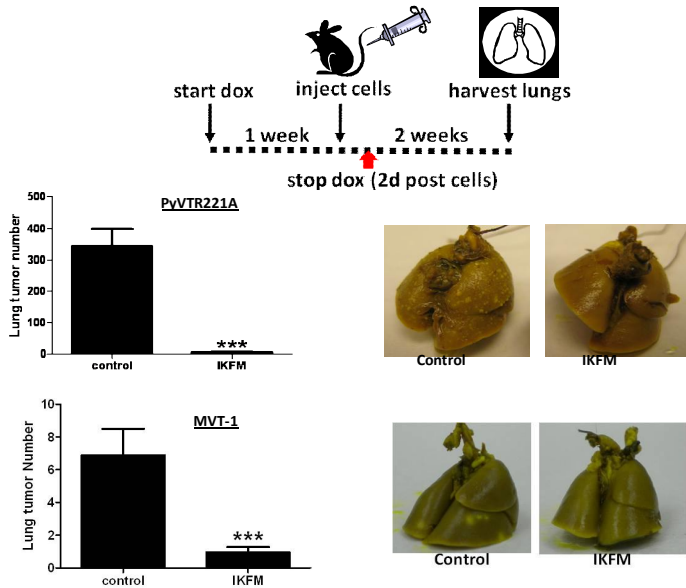 start dox
inject cells
harvest lungs
1 week
2 weeks
stop dox (2d post cells)
PyVTR221A
Lung tumor number
500
400
300
200
100
0
***
control
IKFM
Control
IKFM
MVT-1
Lung tumor Number
10
8
6
4
2
0
***
control
IKFM
Control
IKFM